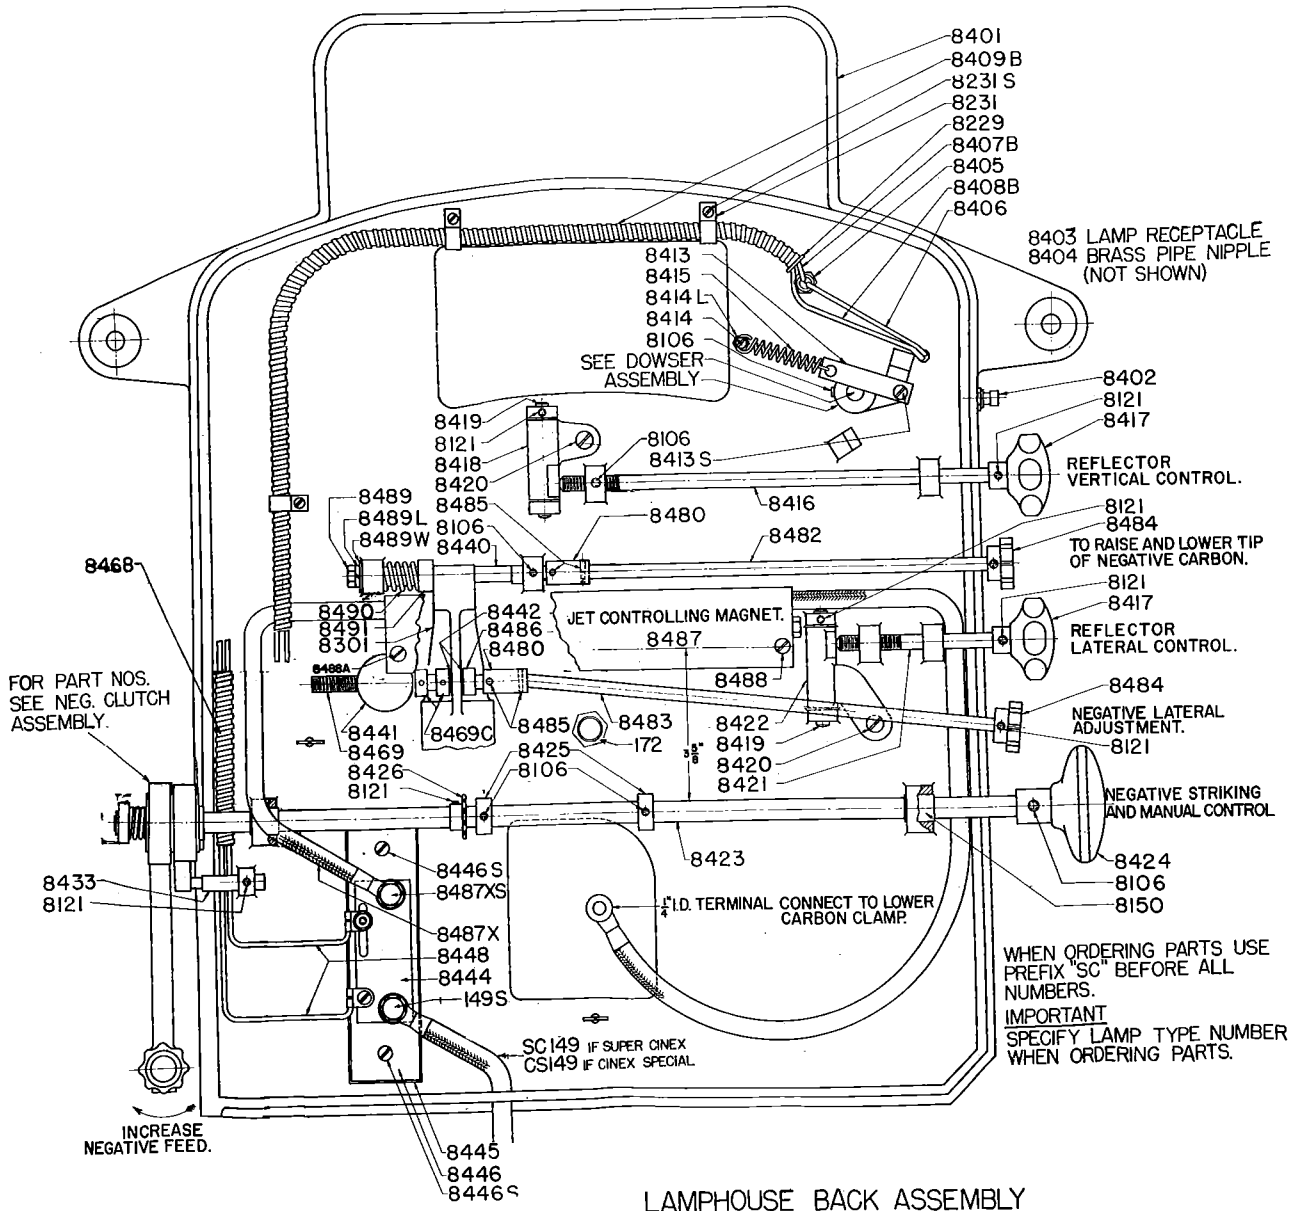 8401
8409B
8231S
8231
8229
8407B
8405
8408B
8406
8403 LAMP RECEPTACLE
8404 BRASS PIPE NIPPLE
(NOT SHOWN)
8413
8415
8414L
8414
8106
SEE DOWSER
ASSEMBLY
8402
8121
8417
REFLECTOR
VERTICAL CONTROL.
8419
8121
8418
8420
8485
8106
8440
8106
8413S
8416
8480
8482
8489
8489L
8489W
8468
8121
8484
TO RAISE AND LOWER TIP
OF NEGATIVE CARBON.
8121
8417
REFLECTOR
LATERAL CONTROL.
8490
8491
8301
8442
8486
8480
JET CONTROLLING MAGNET.
8487
8488A
8488
FOR PART NOS.
SEE NEG. CLUTCH
ASSEMBLY.
8484
NEGATIVE LATERAL
ADJUSTMENT.
8121
8441
8469
8426
8121
8469C
8485
8425
8106
8483
172
8422
8419
8420
8421
3 5/8"
NEGATIVE STRIKING
AND MANUAL CONTROL
8423
8424
8106
8150
8446S
8487XS
8433
8121
8487X
8448
8444
149S
1/4" I.D. TERMINAL CONNECT TO LOWER
CARBON CLAMP.
WHEN ORDERING PARTS USE
PREFIX "SC" BEFORE ALL
NUMBERS.
IMPORTANT
SPECIFY LAMP TYPE NUMBER
WHEN ORDERING PARTS.
SC149 IF SUPER CINEX
CS149 IF CINEX SPECIAL
INCREASE
NEGATIVE FEED.
8445
8446
8446S
LAMPHOUSE BACK ASSEMBLY